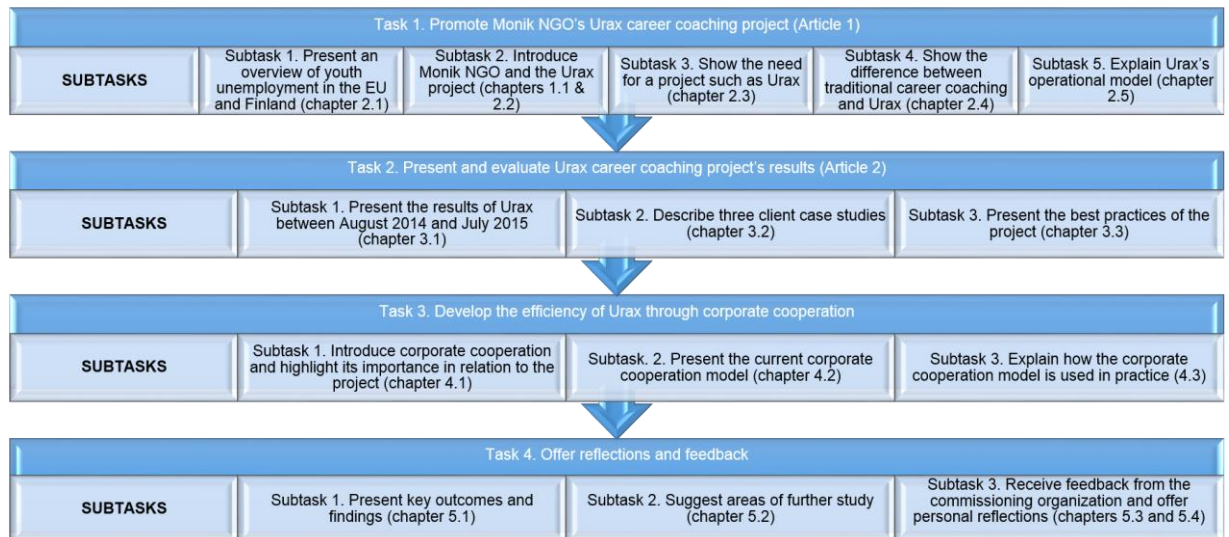 Task 1. Promote Monik NGO's Urax career coaching project (Article 1)
SUBTASKS
Subtask 1. Present an
overview of youth
unemployment in the EU
and Finland (chapter 2.1)
Subtask 2. Introduce
Monik NGO and the Urax
project (chapters 1.1 &
2.2)
Subtask 3. Show the need
for a project such as Urax
(chapter 2.3)
Subtask 4. Show the
difference between
traditional career coaching
and Urax (chapter 2.4)
Subtask 5. Explain Urax's
operational model (chapter
2.5)
Task 2. Present and evaluate Urax career coaching project's results (Article 2)
SUBTASKS
Subtask 1. Present the results of Urax
between August 2014 and July 2015
(chapter 3.1)
Subtask 2. Describe three client case studies
(chapter 3.2)
Subtask 3. Present the best practices of the
project (chapter 3.3)
Task 3. Develop the efficiency of Urax through corporate cooperation
SUBTASKS
Subtask 1. Introduce corporate cooperation
and highlight its importance in relation to the
project (chapter 4.1)
Subtask. 2. Present the current corporate
cooperation model (chapter 4.2)
Subtask 3. Explain how the corporate
cooperation model is used in practice (4.3)
Task 4. Offer reflections and feedback
SUBTASKS
Subtask 1. Present key outcomes and
findings (chapter 5.1)
Subtask 2. Suggest areas of further study
(chapter 5.2)
Subtask 3. Receive feedback from the
commissioning organization and offer
personal reflections (chapters 5.3 and 5.4)